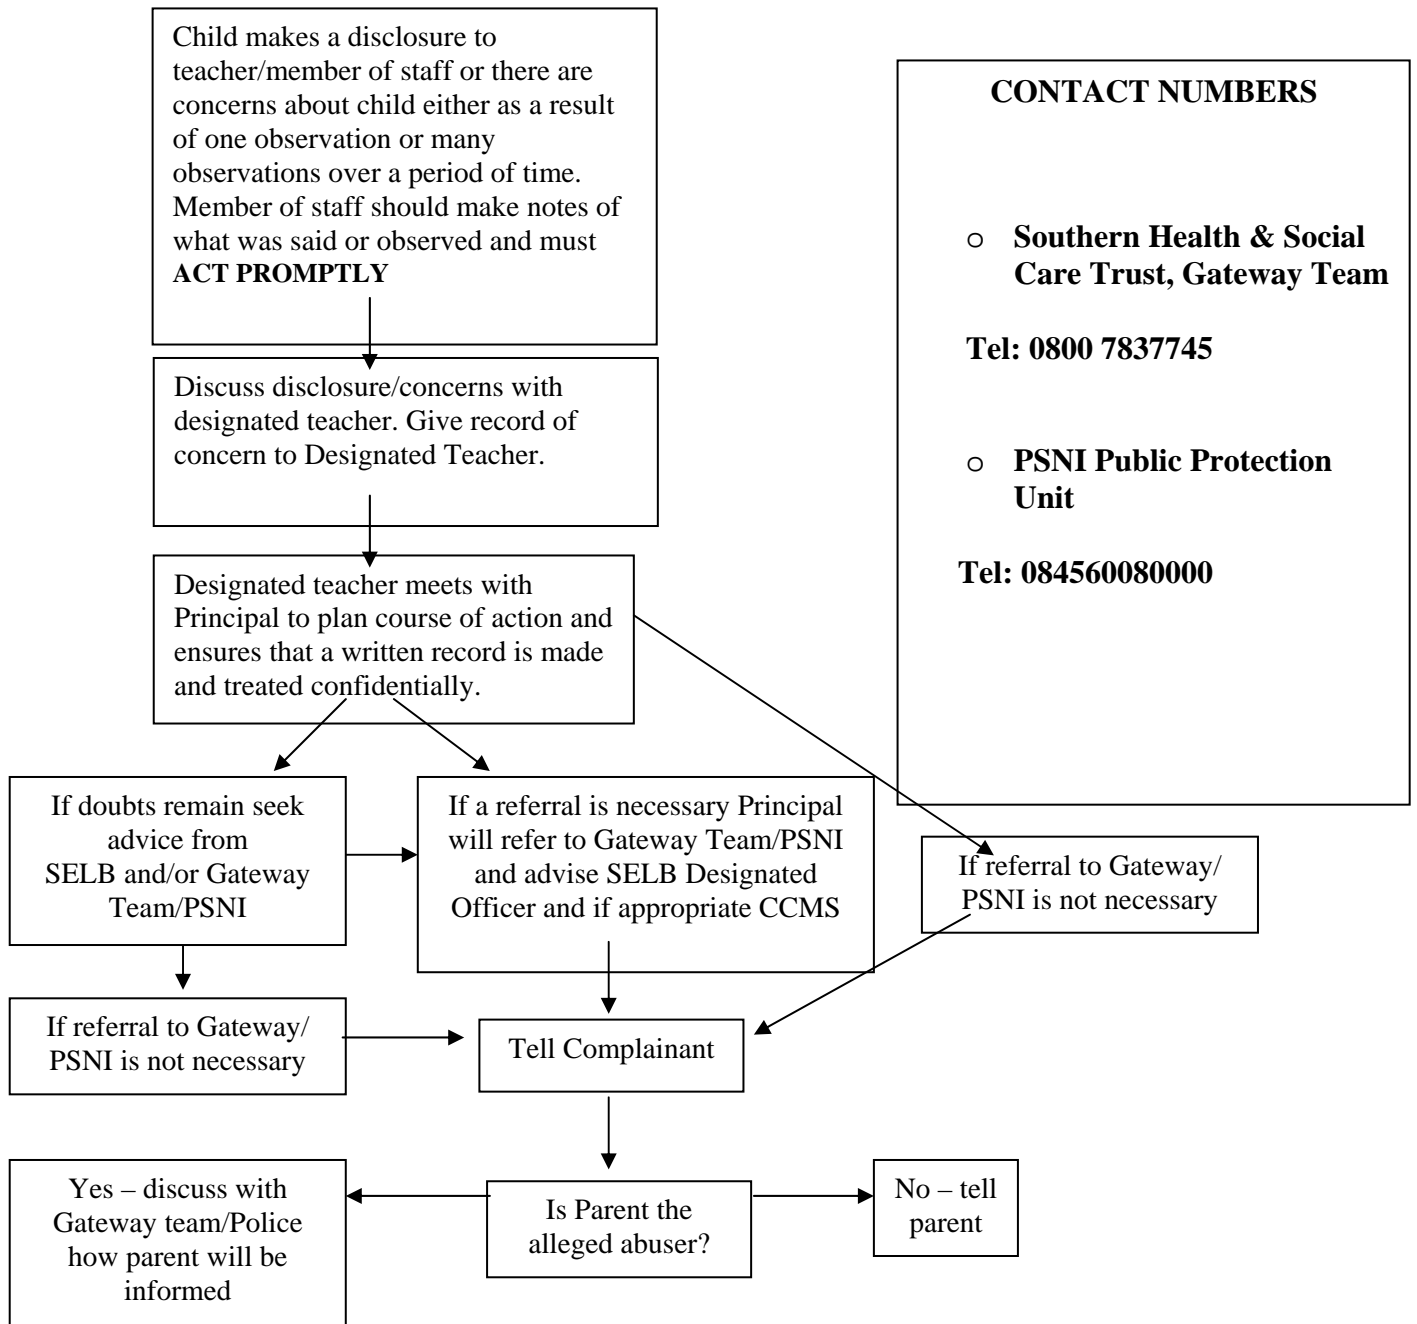 Child makes a disclosure to
teacher/member of staff or there are
concerns about child either as a result
of one observation or many
observations over a period of time.
Member of staff should make notes of
what was said or observed and must
ACT PROMPTLY
CONTACT NUMBERS
o Southern Health & Social
Care Trust, Gateway Team
Tel: 0800 7837745
o PSNI Public Protection
Unit
Tel: 084560080000
Discuss disclosure/concerns with
designated teacher. Give record of
concern to Designated Teacher.
Designated teacher meets with
Principal to plan course of action and
ensures that a written record is made
and treated confidentially.
If doubts remain seek
advice from
SELB and/or Gateway
Team/PSNI
If a referral is necessary Principal
will refer to Gateway Team/PSNI
and advise SELB Designated
Officer and if appropriate CCMS
If referral to Gateway/
PSNI is not necessary
If referral to Gateway/
PSNI is not necessary
Tell Complainant
Yes – discuss with
Gateway team/Police
how parent will be
informed
Is Parent the
alleged abuser?
No – tell
parent